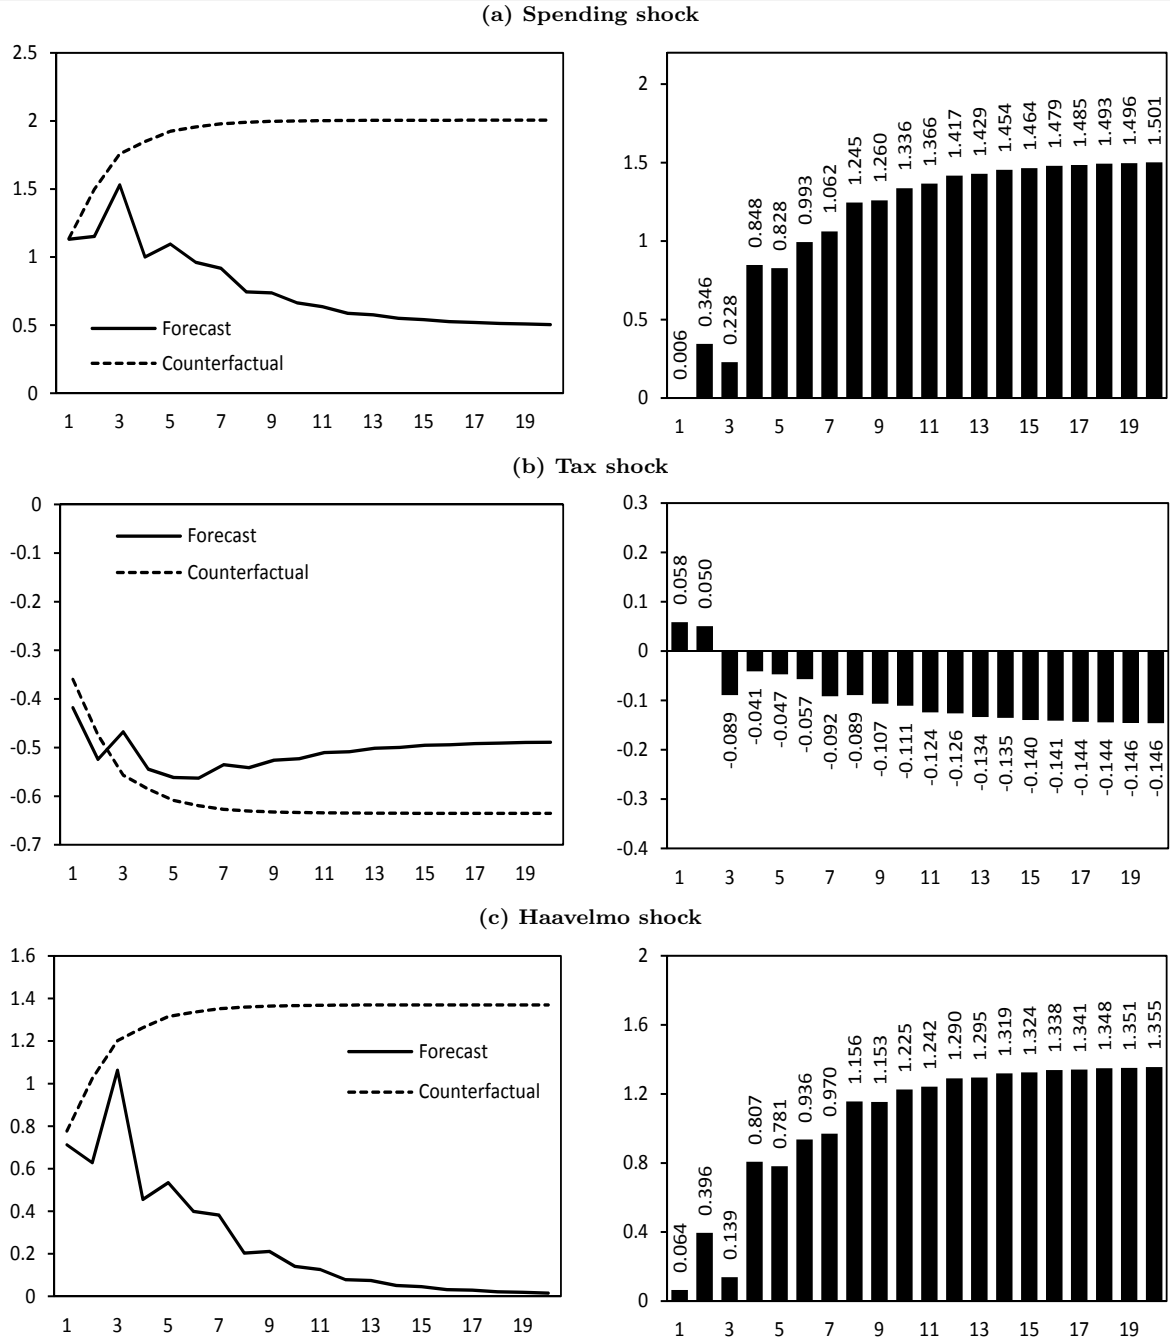 (a) Spending shock
2.5
2
1.5
1
0.5
0
Forecast
Counterfactual
1 3 5 7 9 11 13 15 17 19
2
1.5
1
0.5
0
0.006 0.346 0.228 0.848 0.828 0.993 1.062 1.245 1.260 1.336 1.366 1.417 1.429 1.454 1.464 1.479 1.485 1.493 1.496 1.501
1 3 5 7 9 11 13 15 17 19
(b) Tax shock
0
-0.1
-0.2
-0.3
-0.4
-0.5
-0.6
-0.7
Forecast
Counterfactual
1 3 5 7 9 11 13 15 17 19
0.3
0.2
0.1
0
-0.1
-0.2
-0.3
-0.4
0.058 0.050 -0.089 -0.041 -0.047 -0.057 -0.092 -0.089 -0.107 -0.111 -0.124 -0.126 -0.134 -0.135 -0.140 -0.141 -0.144 -0.144 -0.146 -0.146
1 3 5 7 9 11 13 15 17 19
(c) Haavelmo shock
1.6
1.4
1.2
1
0.8
0.6
0.4
0.2
0
Forecast
Counterfactual
1 3 5 7 9 11 13 15 17 19
2
1.6
1.2
0.8
0.4
0
0.064 0.396 0.139 0.807 0.781 0.936 0.970 1.156 1.153 1.225 1.242 1.290 1.295 1.319 1.324 1.338 1.341 1.348 1.351 1.355
1 3 5 7 9 11 13 15 17 19